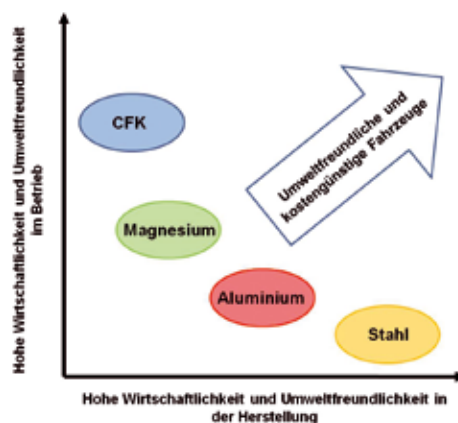 Hohe Wirtschaftlichkeit und Umweltfreundlichkeit
im Betrieb
CFK
Umweltfreundliche und
kostengünstige Fahrzeuge
Magnesium
Aluminium
Stahl
Hohe Wirtschaftlichkeit und Umweltfreundlichkeit in
der Herstellung